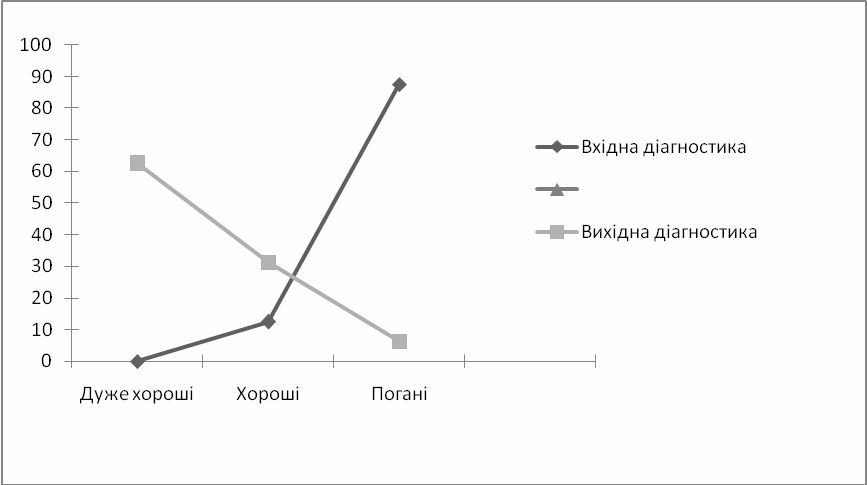 100
90
80
70
60
50
40
30
20
10
0
Дуже хороші
Хороші
Погані
Вхідна діагностика
Вихідна діагностика